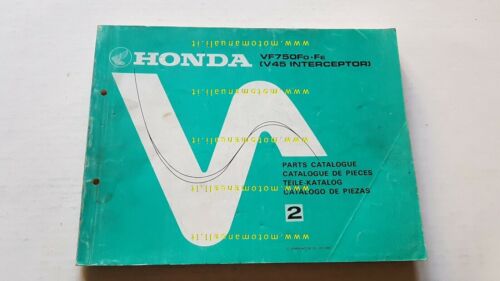 HONDA
VF750FD·FE
(V45 INTERCEPTOR)
www.motomanuali.it
www.motomanuali.it
www.motomanuali.it
www.motomanuali.it
PARTS CATALOGUE
CATALOGUE DE PIECES
TEILE-KATALOG
CATALOGO DE PIEZAS
2